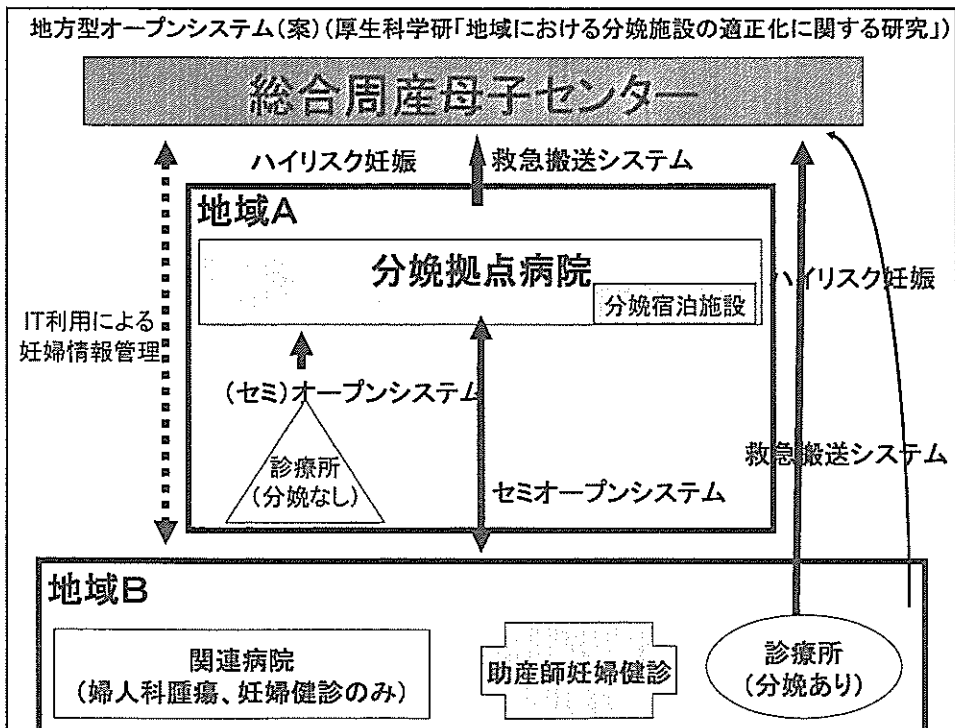 地方型オープンシステム(案)(厚生科学研「地域における分娩施設の適正化に関する研究」)
総合周産母子センター
ハイリスク妊娠
救急搬送システム
地域A
分娩拠点病院
分娩宿泊施設
ハイリスク妊娠
IT利用による
妊婦情報管理
(セミ)オープンシステム
診療所
(分娩なし)
セミオープンシステム
救急搬送システム
地域B
関連病院
(婦人科腫瘍、妊婦健診のみ)
助産師妊婦健診
診療所
(分娩あり)